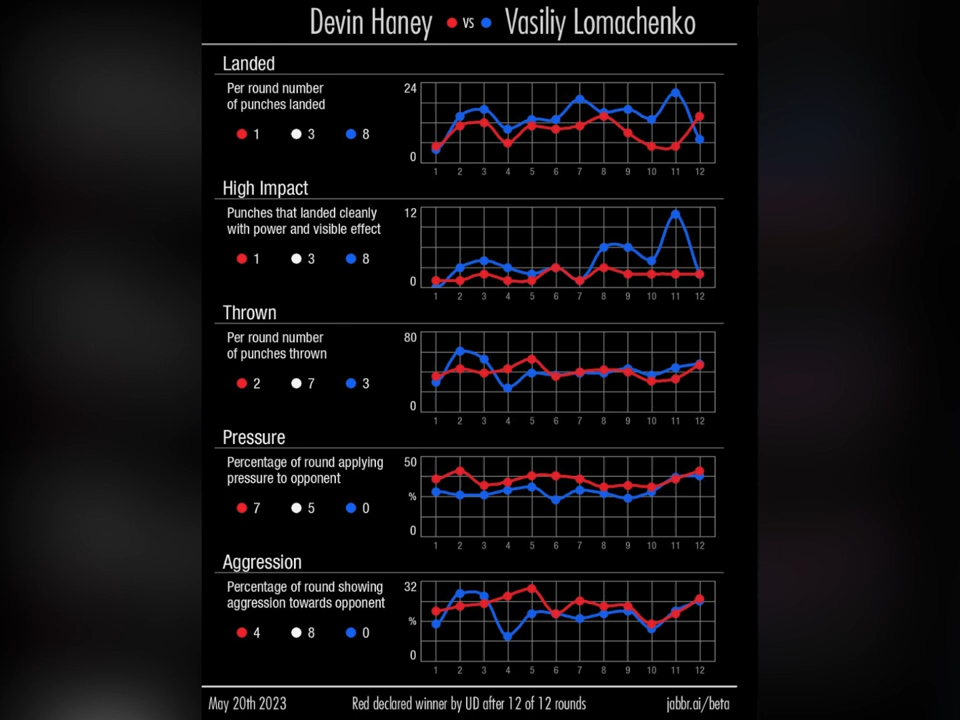 Devin Haney vs Vasiliy Lomachenko
Landed
Per round number
of punches landed
1 3 8
24
0
1 2 3 4 5 6 7 8 9 10 11 12
High Impact
Punches that landed cleanly
with power and visible effect
1 3 8
12
0
1 2 3 4 5 6 7 8 9 10 11 12
Thrown
Per round number
of punches thrown
2 7 3
80
0
1 2 3 4 5 6 7 8 9 10 11 12
Pressure
Percentage of round applying
pressure to opponent
7 5 0
50
%
0
1 2 3 4 5 6 7 8 9 10 11 12
Aggression
Percentage of round showing
aggression towards opponent
4 8 0
32
%
0
1 2 3 4 5 6 7 8 9 10 11 12
May 20th 2023 Red declared winner by UD after 12 of 12 rounds jabbr.ai/beta